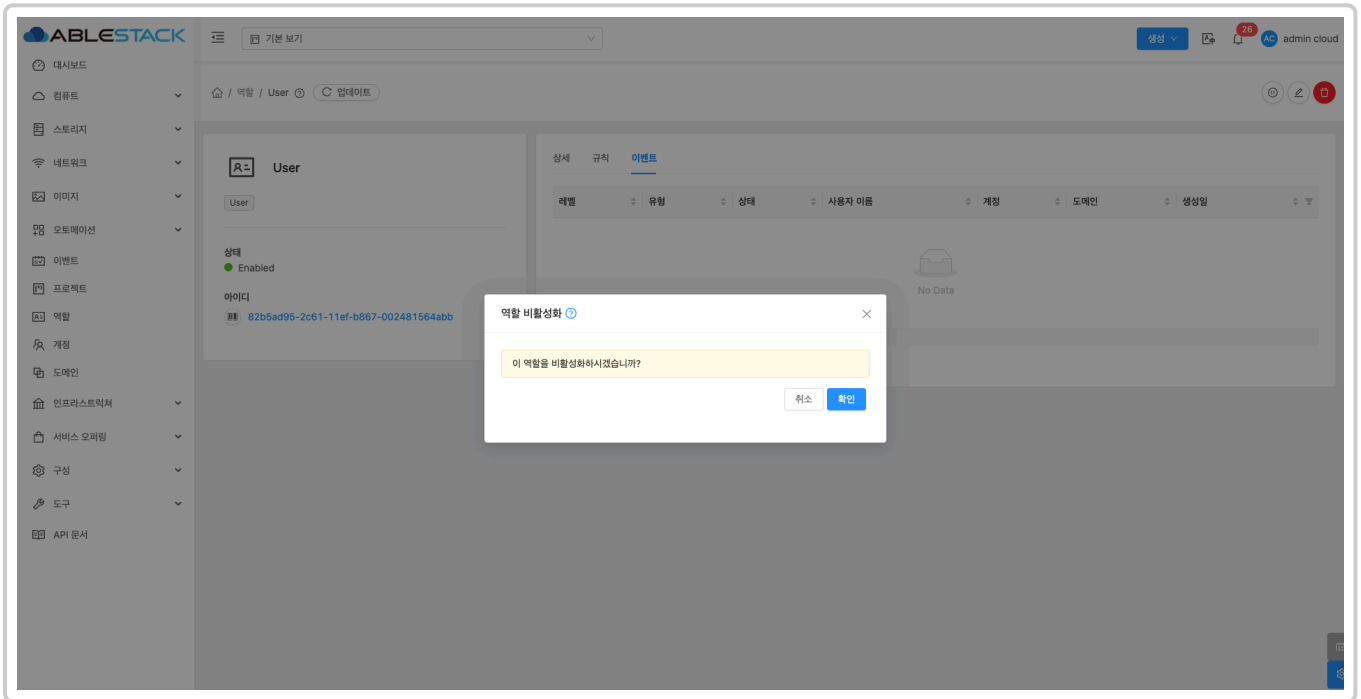 ABLESTACK
기본 보기
생성
26
AC
admin cloud
대시보드
컴퓨트
스토리지
네트워크
이미지
오토메이션
이벤트
프로젝트
역할
계정
도메인
인프라스트럭쳐
서비스 오퍼링
구성
도구
API 문서
/ 역할 / User
업데이트
User
User
상태
Enabled
아이디
82b5ad95-2c61-11ef-b867-002481564abb
상세 규칙 이벤트
레벨 유형 상태 사용자 이름 계정 도메인 생성일
No Data
역할 비활성화
이 역할을 비활성화하시겠습니까?
취소 확인